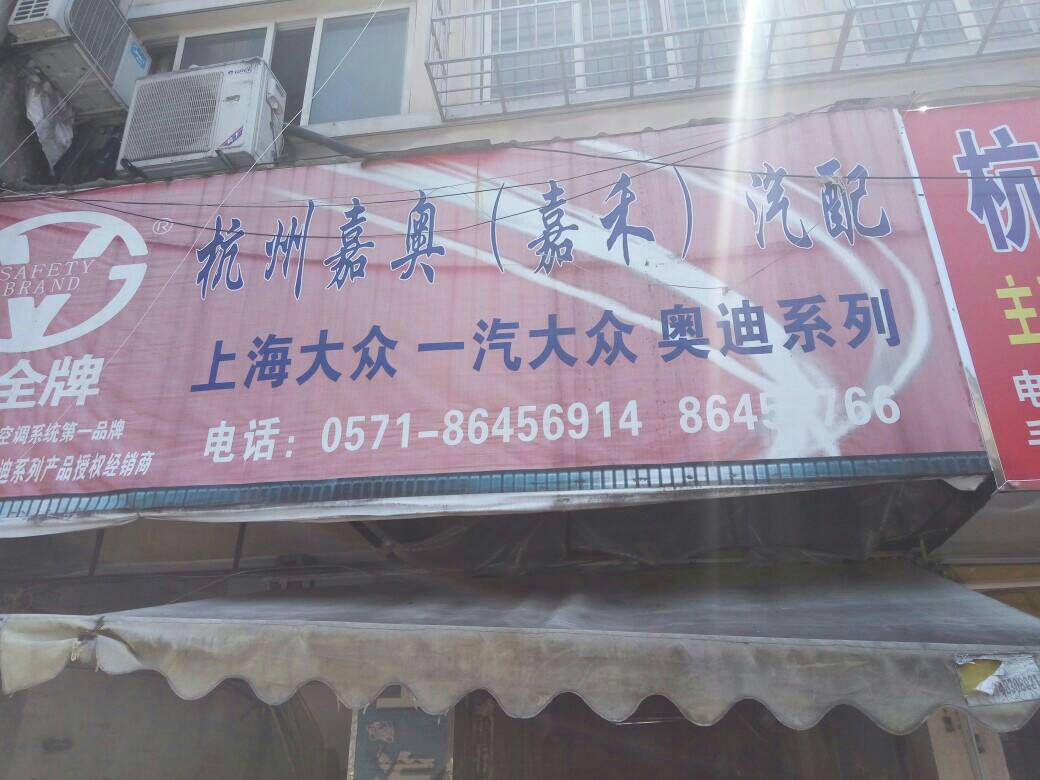 SAFETY
BRAND
®
全牌
空调系统第一品牌
迪系列产品授权经销商
杭州嘉奥（嘉禾）汽配
上海大众 一汽大众 奥迪系列
电话：0571-86456914
杭
主
电